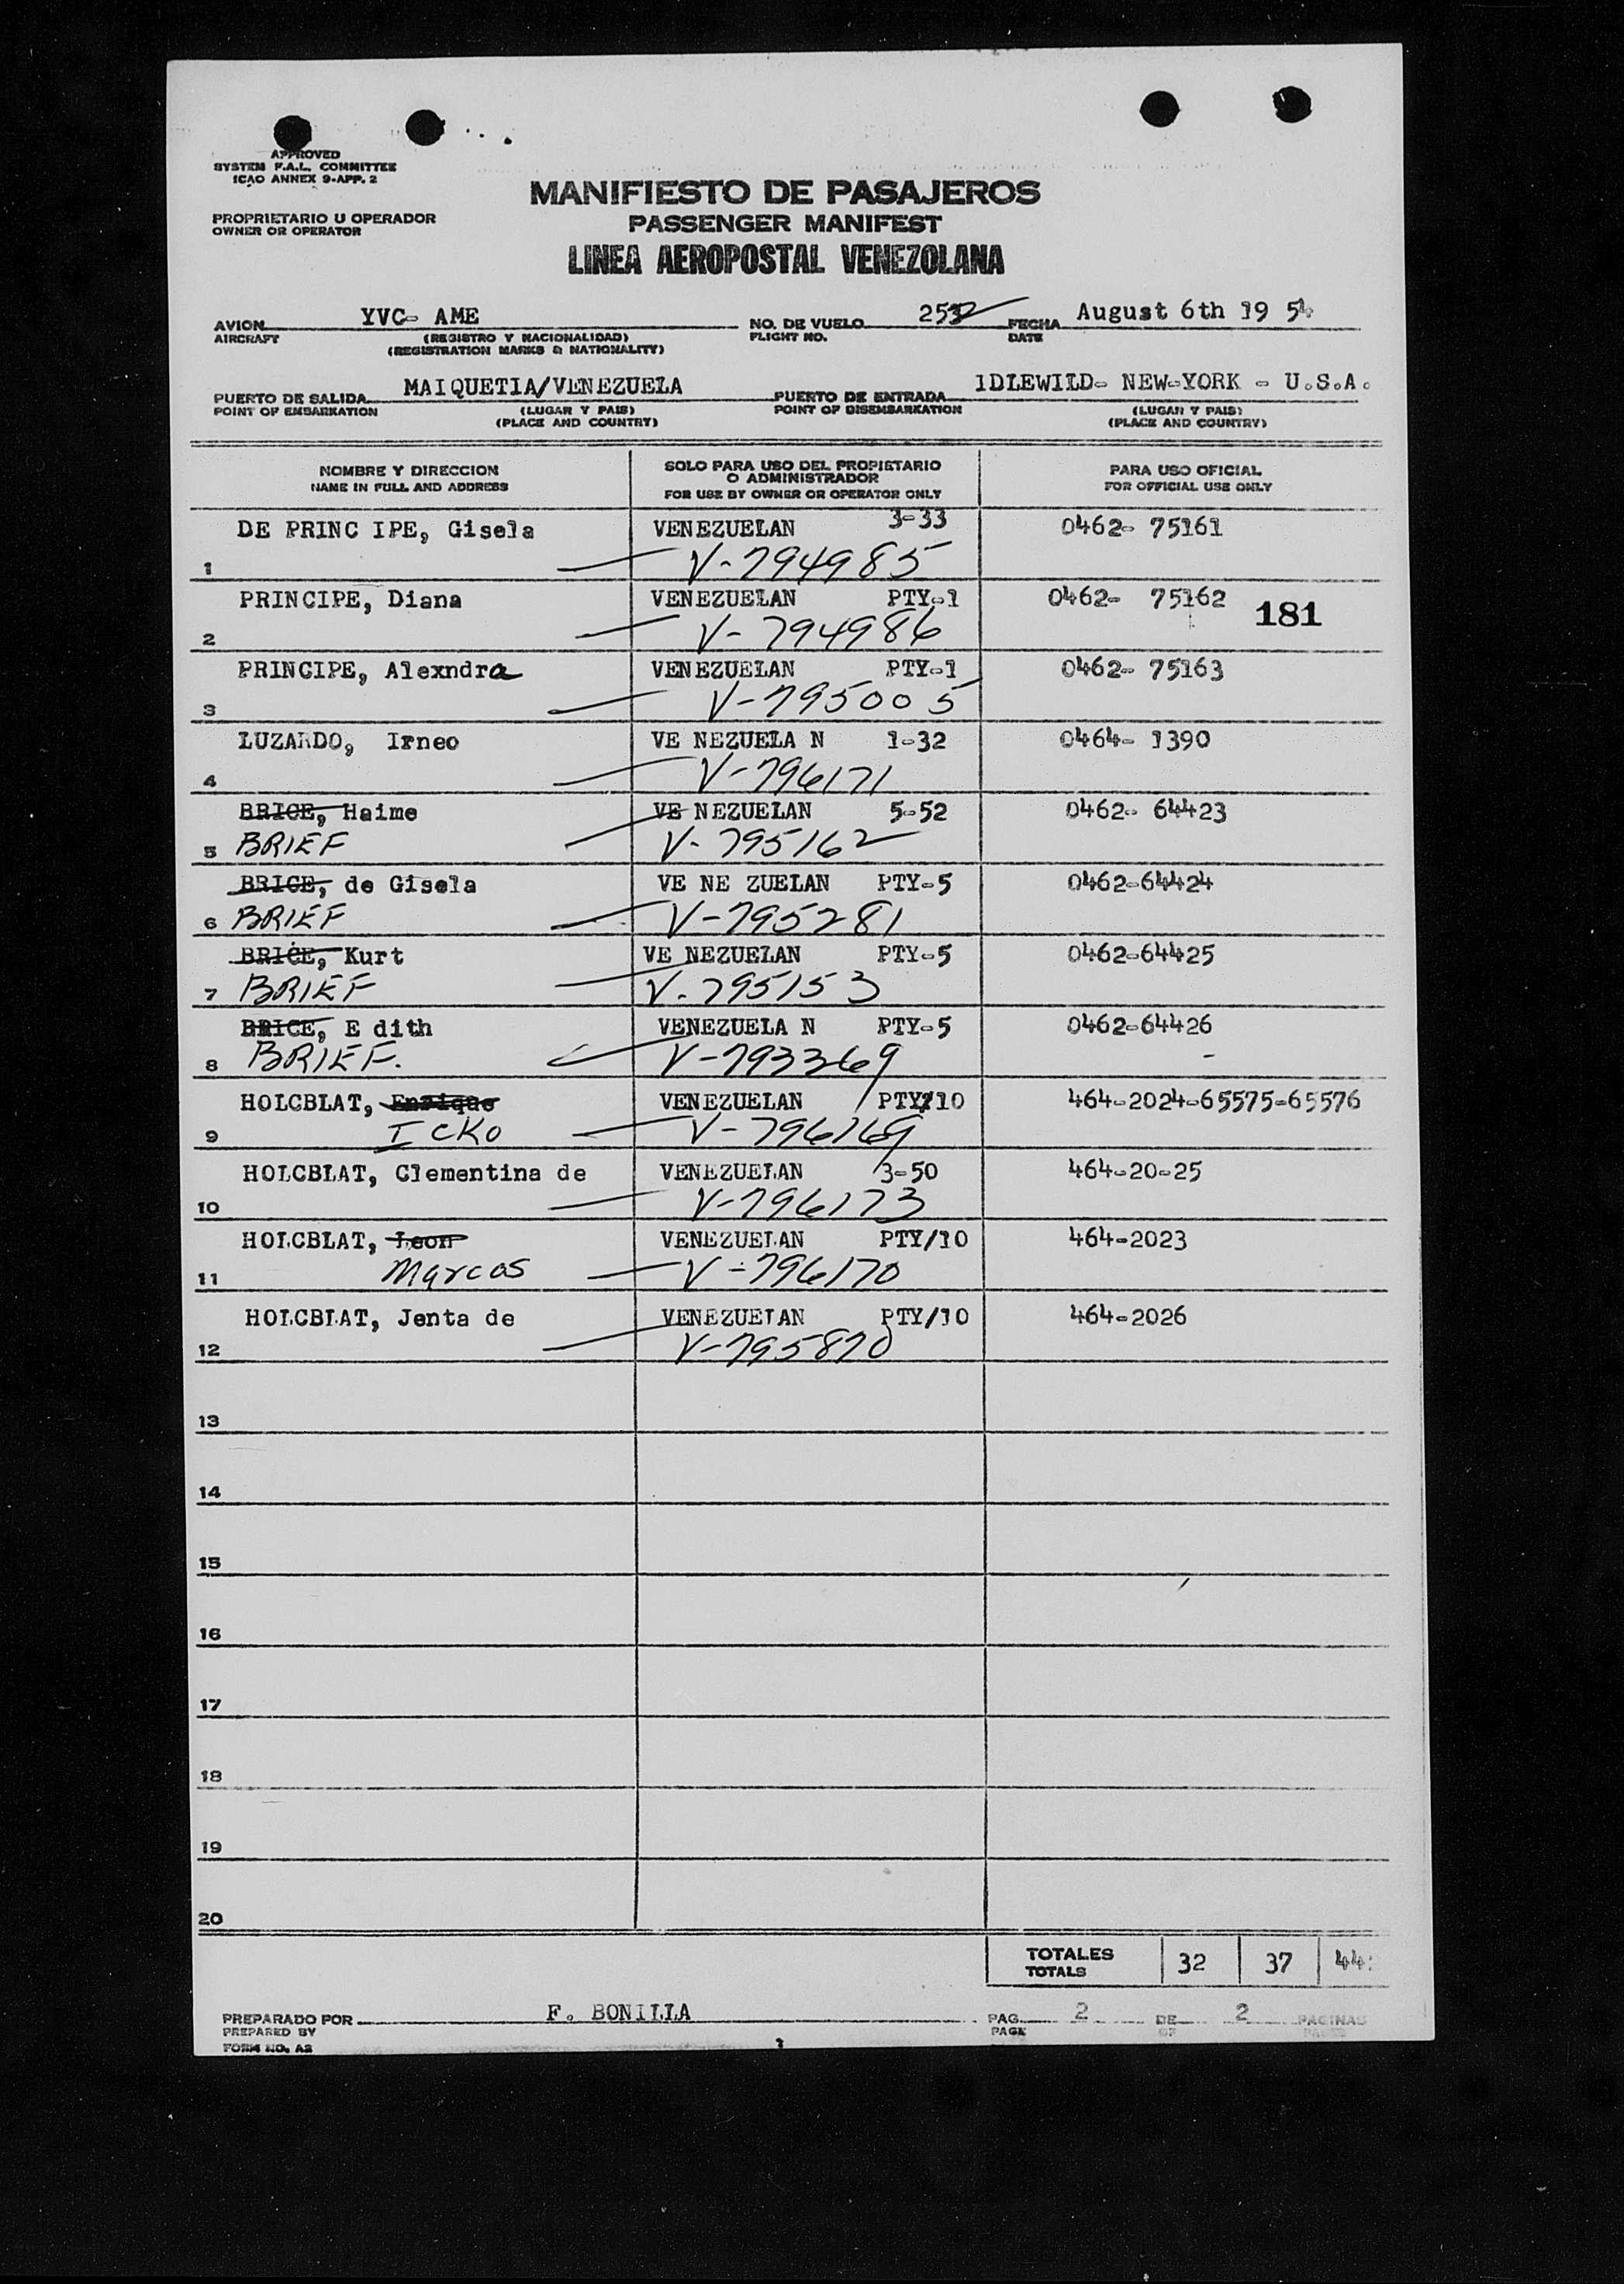 APPROVED
SYSTEM F.A.L. COMMITTEE
ICAO ANNEX 9-APP. 2
MANIFIESTO DE PASAJEROS
PROPRIETARIO U OPERADOR
OWNER OR OPERATOR
PASSENGER MANIFEST
LINEA AEROPOSTAL VENEZOLANA
AVION YVC- AME NO. DE VUELO 2532 FECHA August 6th 19 54
AIRCRAFT (REGISTRO Y NACIONALIDAD) FLIGHT NO. DATE
(REGISTRATION MARKS & NATIONALITY)
PUERTO DE SALIDA MAIQUETIA/VENEZUELA PUERTO DE ENTRADA 1DLEWILD- NEW-YORK - U.S.A.
POINT OF EMBARKATION (LUGAR Y PAIS) POINT OF DISEMBARKATION (LUGAR Y PAIS)
(PLACE AND COUNTRY) (PLACE AND COUNTRY)
NOMBRE Y DIRECCION SOLO PARA USO DEL PROPIETARIO O ADMINISTRADOR PARA USO OFICIAL
NAME IN FULL AND ADDRESS FOR USE BY OWNER OR OPERATOR ONLY FOR OFFICIAL USE ONLY
DE PRINC IPE, Gisela VENEZUELAN 3-33 0462- 75161
1 V-794985
PRINCIPE, Diana VENEZUELAN PTY-1 0462- 75162 181
2 V- 794986
PRINCIPE, Alexndra VENEZUELAN PTY-1 0462- 75163
3 V-795005
LUZARDO, Irneo VE NEZUELA N 1-32 0464- 1390
4 V-796171
BRICE, Haime VE NEZUELAN 5-52 0462- 64423
5 BRIEF V-795162
BRICE, de Gisela VE NE ZUELAN PTY-5 0462-64424
6 BRIEF V-795281
BRICE, Kurt VE NEZUELAN PTY-5 0462-64425
7 BRIEF V-795153
BRICE, E dith VENEZUELA N PTY-5 0462-64426
8 BRIEF. V-793369
HOLCBLAT, Enrique VENEZUELAN PTY/10 464-2024-65575-65576
9 ICKO V-796169
HOLCBLAT, Clementina de VENEZUELAN 3-50 464-20-25
10 V-796173
HOLCBLAT, Leon VENEZUELAN PTY/10 464-2023
11 Marcos V-796170
HOLCBLAT, Jenta de VENEZUELAN PTY/10 464-2026
12 V-795870
13
14
15
16
17
18
19
20
TOTALES 32 37 44
TOTALS
PREPARADO POR F. BONILLA PAG. 2 DE 2 PAGINAS
PREPARED BY PAGE OF
FORM NO. A2